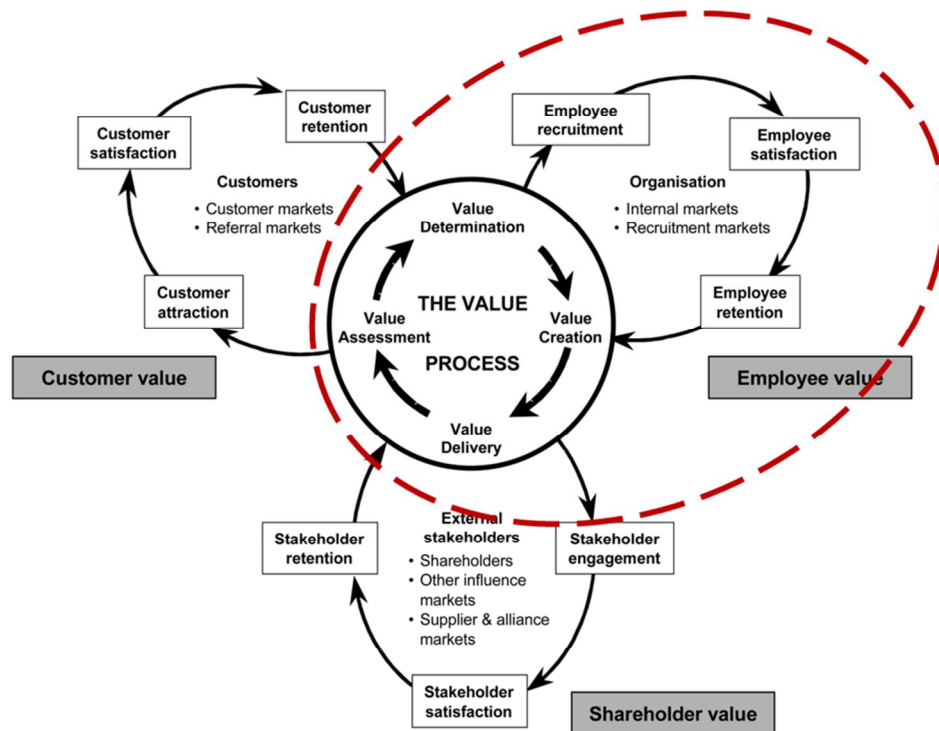 Customer
retention
Employee
recruitment
Customer
satisfaction
Employee
satisfaction
Customers
• Customer markets
• Referral markets
Organisation
• Internal markets
• Recruitment markets
Customer
attraction
Employee
retention
Value
Determination
THE VALUE
PROCESS
Value
Assessment
Value
Creation
Value
Delivery
Customer value
Employee value
Stakeholder
retention
External
stakeholders
• Shareholders
• Other influence
markets
• Supplier & alliance
markets
Stakeholder
engagement
Stakeholder
satisfaction
Shareholder value